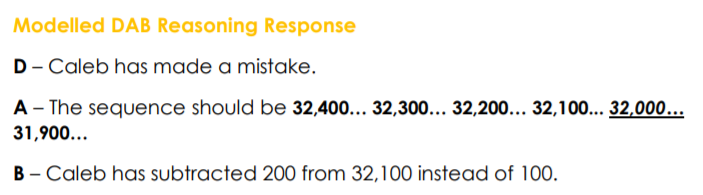 Modelled DAB Reasoning Response
D – Caleb has made a mistake.
A – The sequence should be 32,400... 32,300... 32,200... 32,100... 32,000...
31,900...
B – Caleb has subtracted 200 from 32,100 instead of 100.